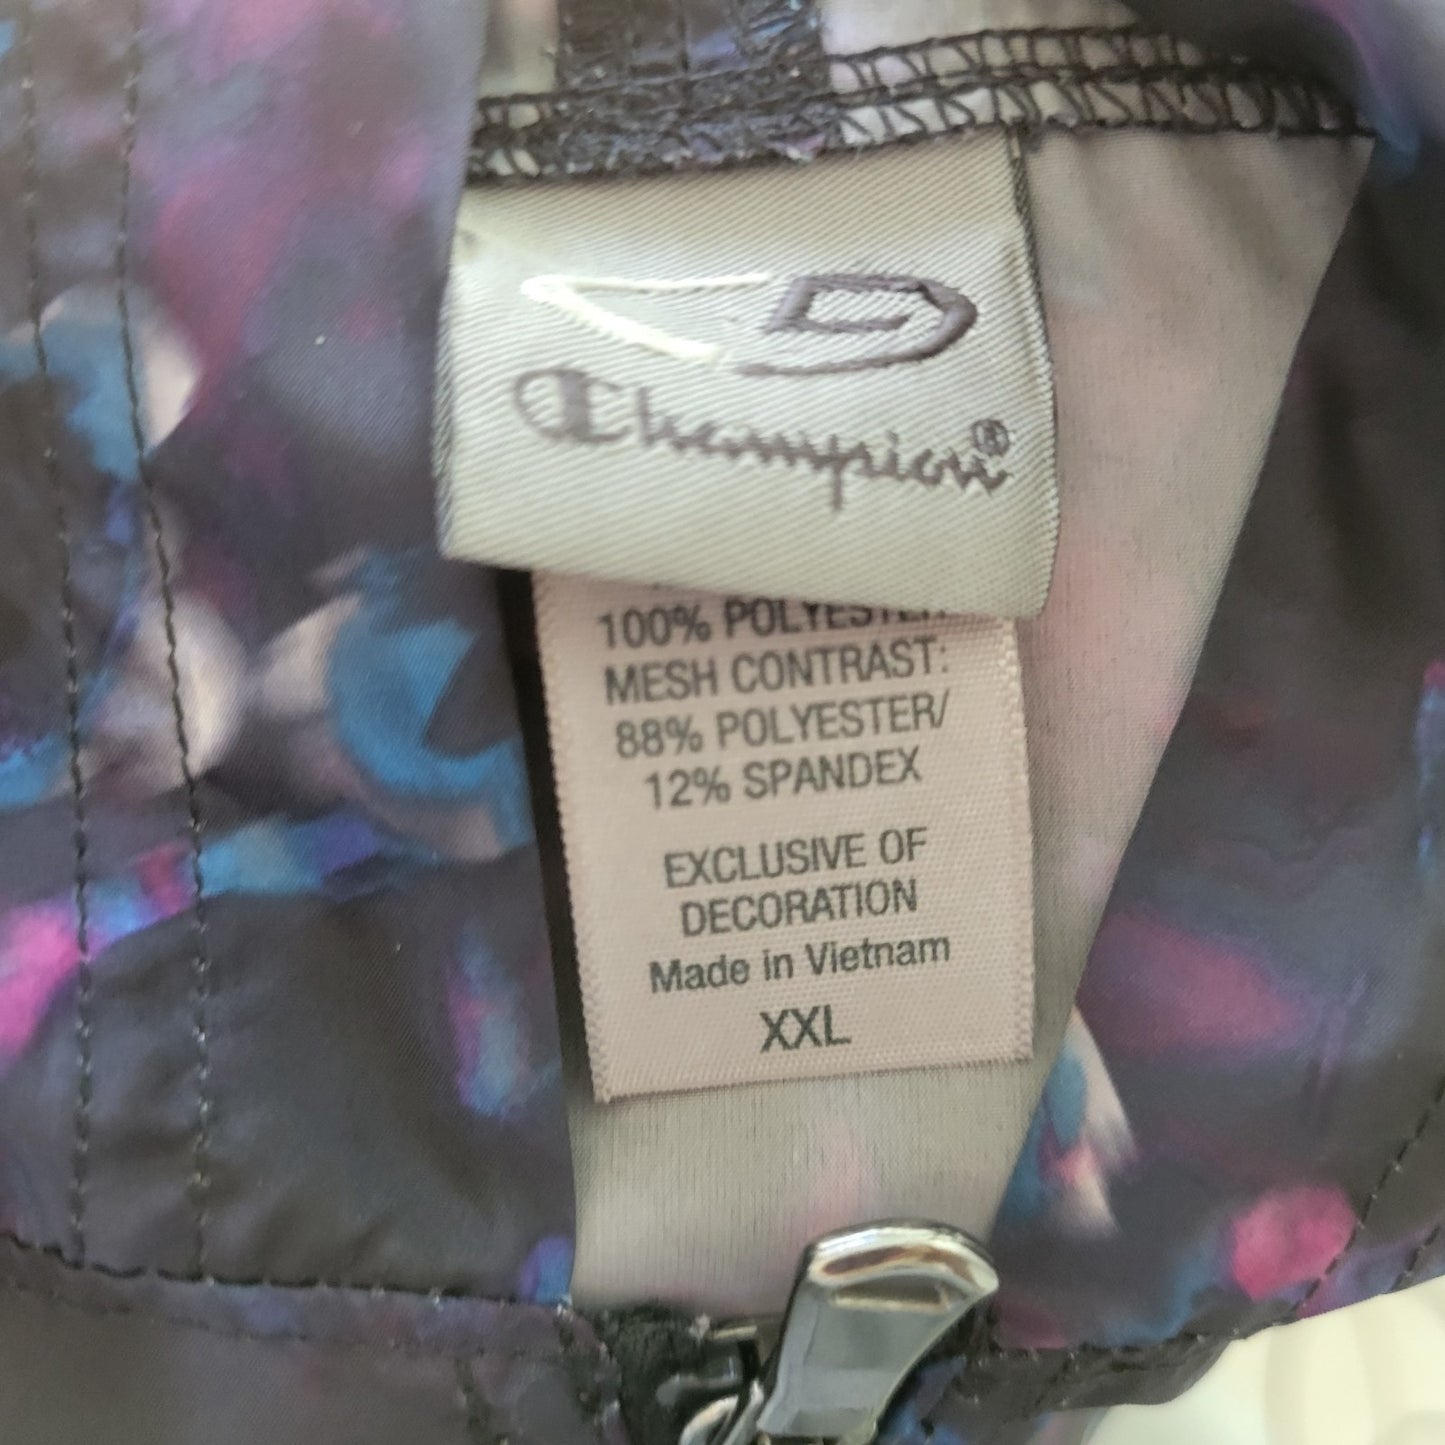 Champion®
100% POLYESTER
MESH CONTRAST:
88% POLYESTER/
12% SPANDEX
EXCLUSIVE OF
DECORATION
Made in Vietnam
XXL